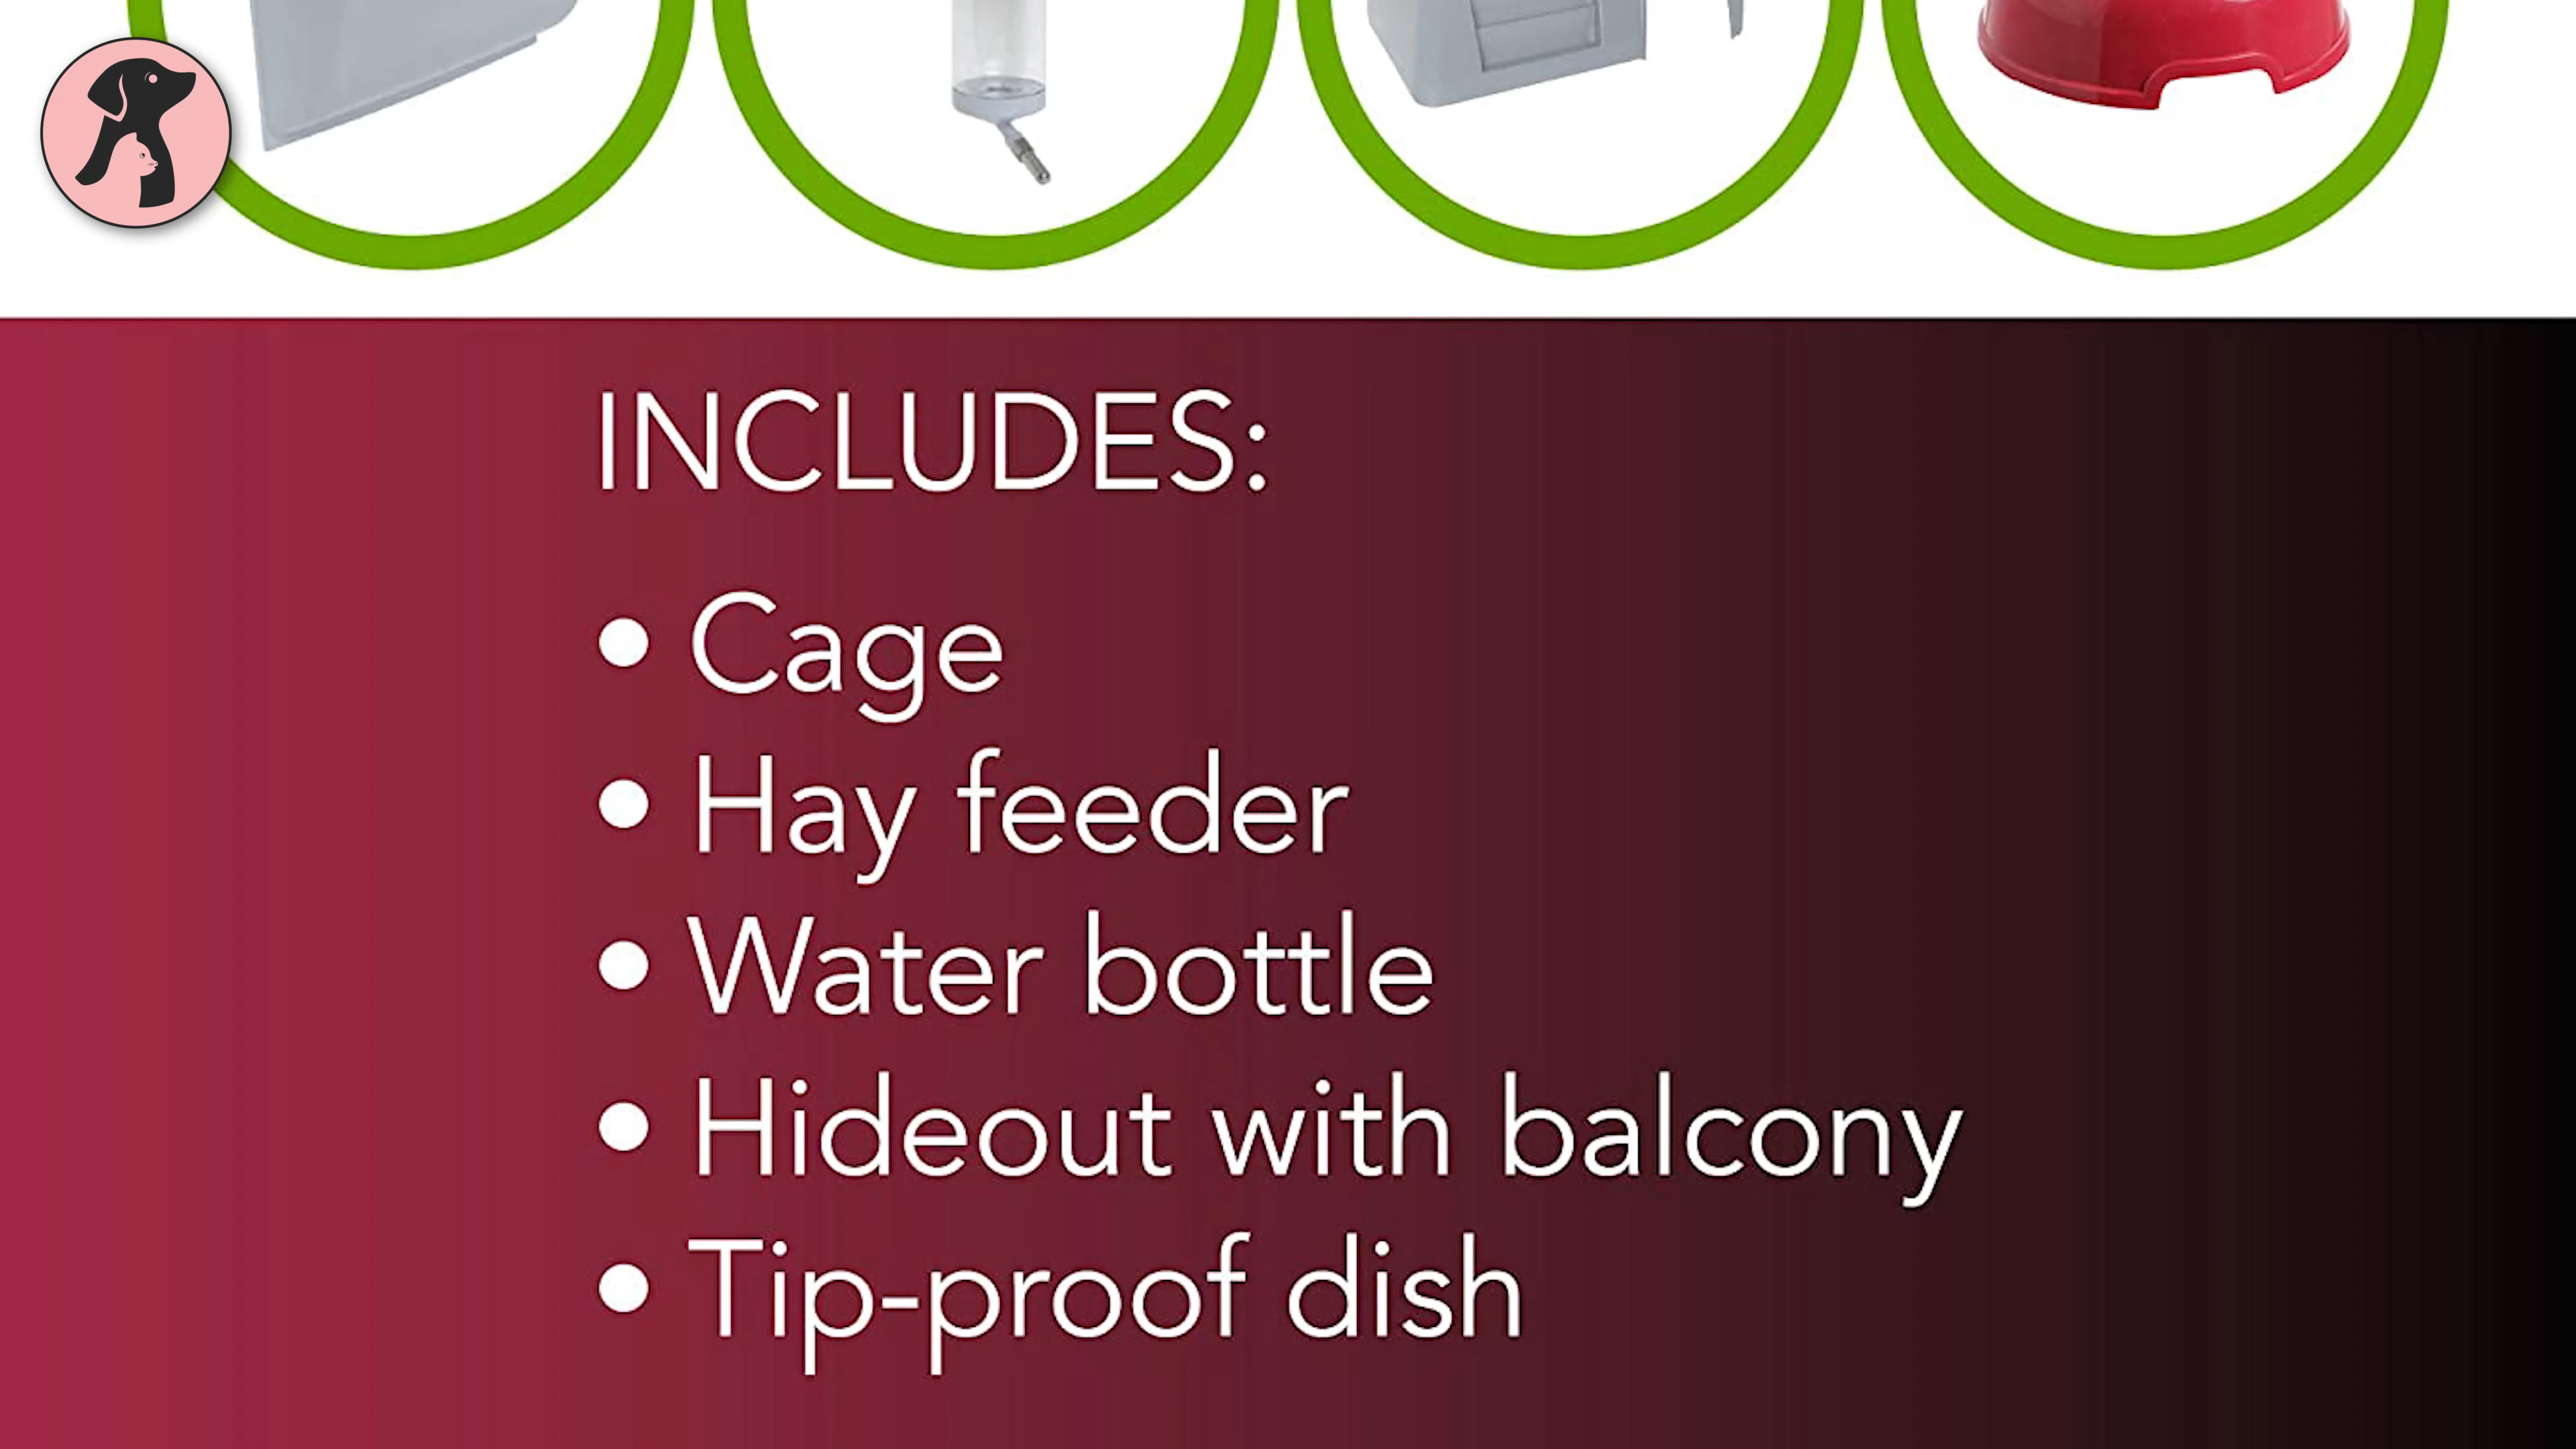 INCLUDES:
• Cage
• Hay feeder
• Water bottle
• Hideout with balcony
• Tip-proof dish